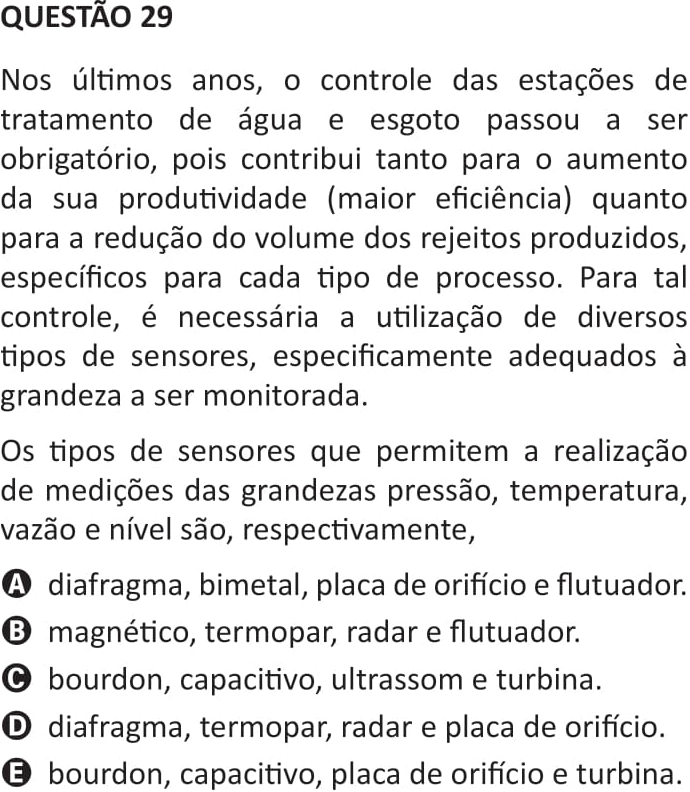 QUESTÃO 29
Nos últimos anos, o controle das estações de
tratamento de água e esgoto passou a ser
obrigatório, pois contribui tanto para o aumento
da sua produtividade (maior eficiência) quanto
para a redução do volume dos rejeitos produzidos,
específicos para cada tipo de processo. Para tal
controle, é necessária a utilização de diversos
tipos de sensores, especificamente adequados à
grandeza a ser monitorada.
Os tipos de sensores que permitem a realização
de medições das grandezas pressão, temperatura,
vazão e nível são, respectivamente,
A diafragma, bimetal, placa de orifício e flutuador.
B magnético, termopar, radar e flutuador.
C bourdon, capacitivo, ultrassom e turbina.
D diafragma, termopar, radar e placa de orifício.
E bourdon, capacitivo, placa de orifício e turbina.